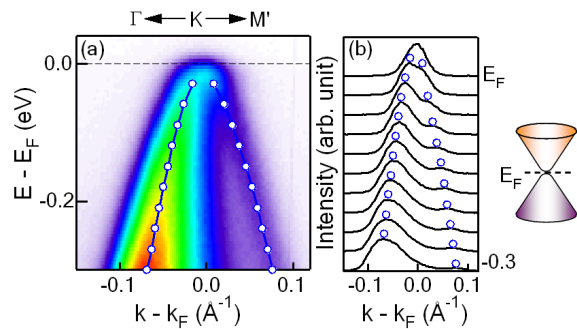 Γ ← K → M'
(a)
(b)
0.0
-0.2
E - E_F (eV)
-0.1
0.0
0.1
k - k_F (Å⁻¹)
Intensity (arb. unit)
E_F
-0.3
-0.1
0.0
0.1
k - k_F (Å⁻¹)
E_F